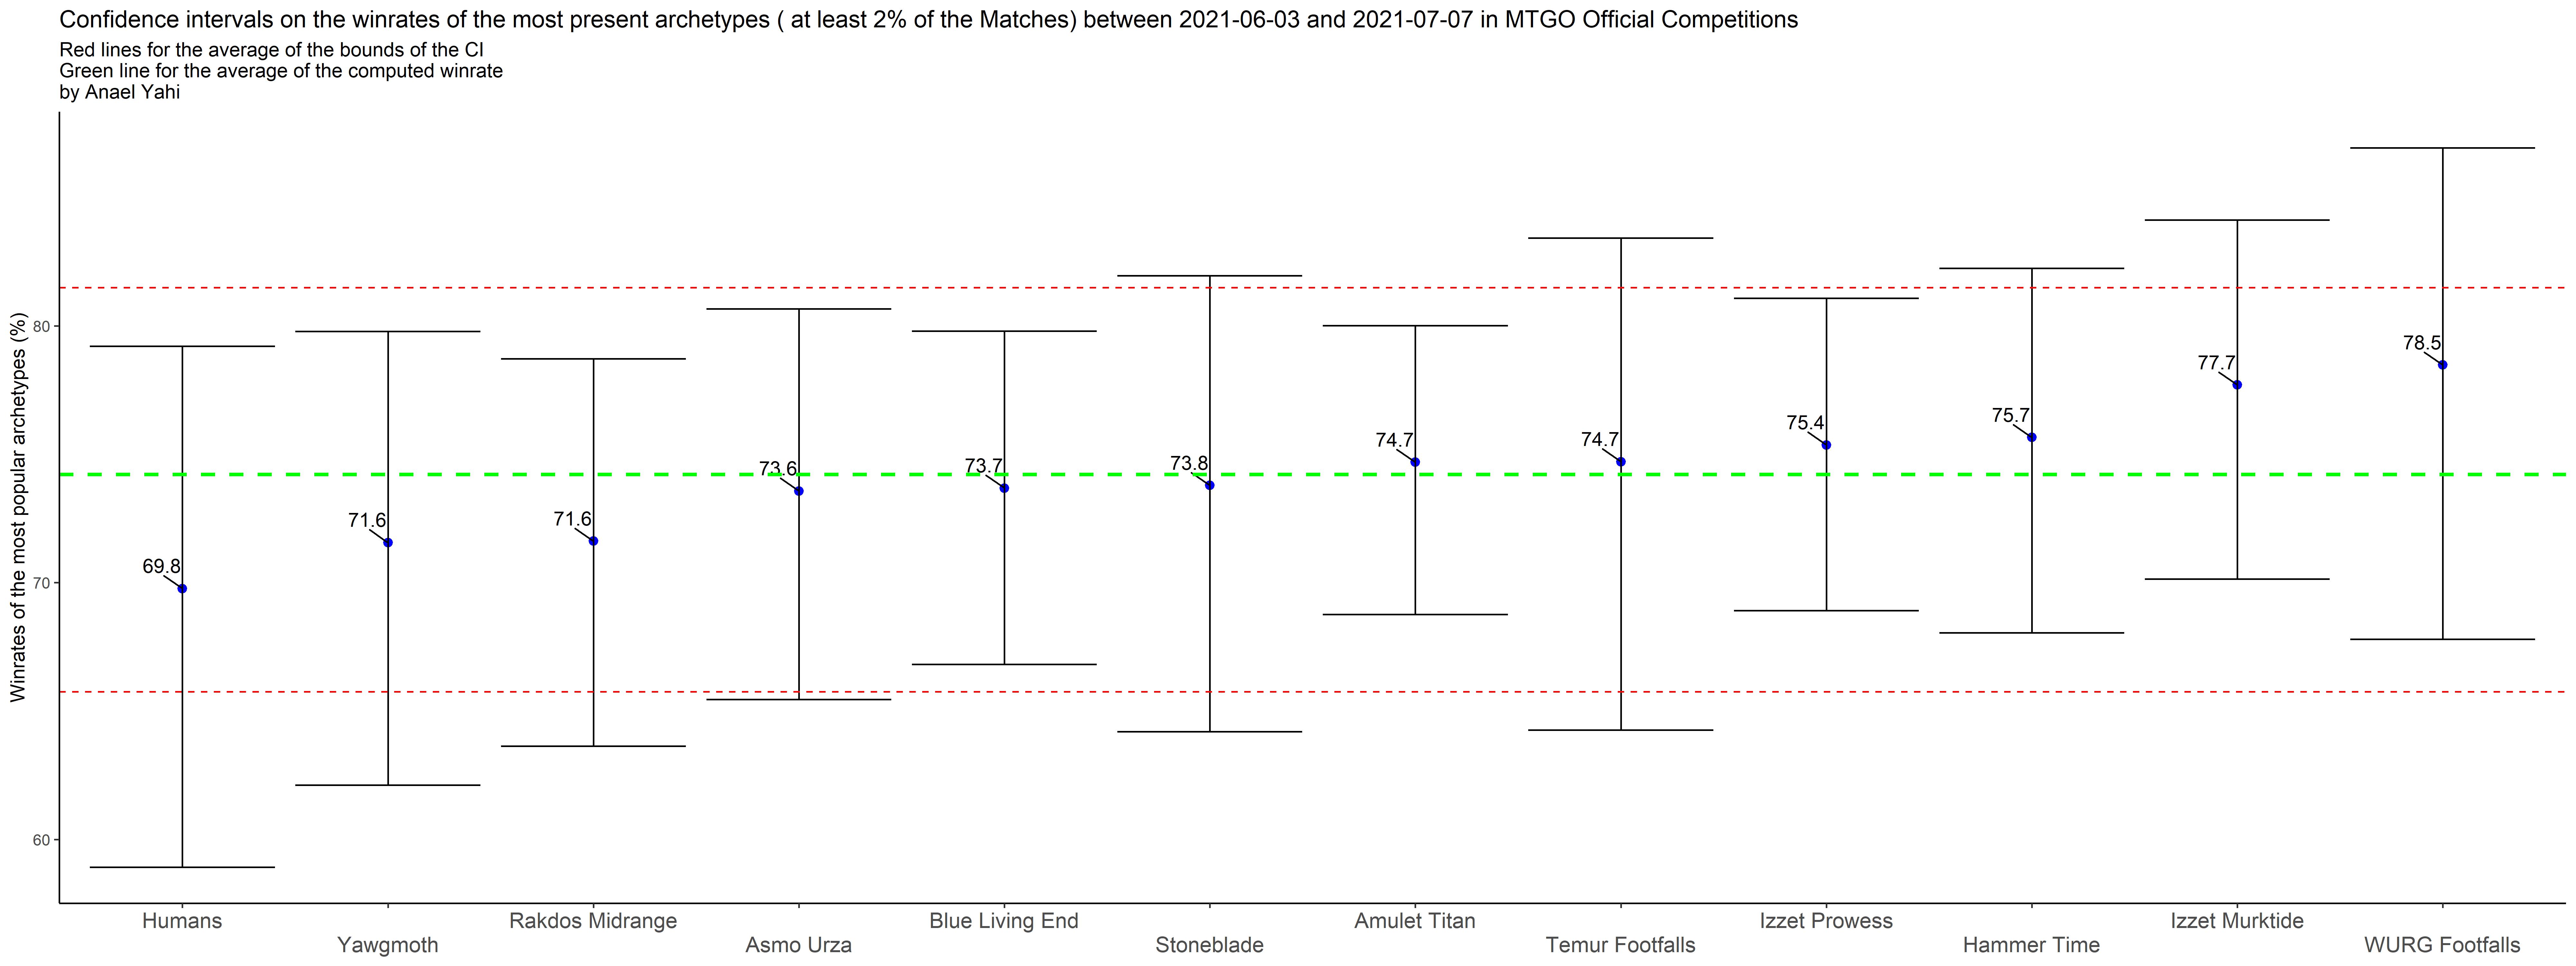 Confidence intervals on the winrates of the most present archetypes ( at least 2% of the Matches) between 2021-06-03 and 2021-07-07 in MTGO Official Competitions
Red lines for the average of the bounds of the CI
Green line for the average of the computed winrate
by Anael Yahi
Winrates of the most popular archetypes (%)
80
70
60
69.8
71.6
71.6
73.6
73.7
73.8
74.7
74.7
75.4
75.7
77.7
78.5
Humans
Yawgmoth
Rakdos Midrange
Asmo Urza
Blue Living End
Stoneblade
Amulet Titan
Temur Footfalls
Izzet Prowess
Hammer Time
Izzet Murktide
WURG Footfalls